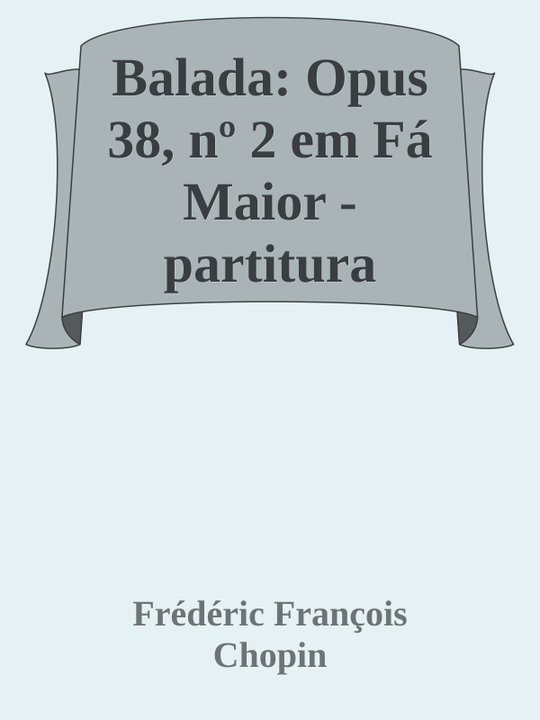 Balada: Opus
38, nº 2 em Fá
Maior -
partitura
Frédéric François
Chopin